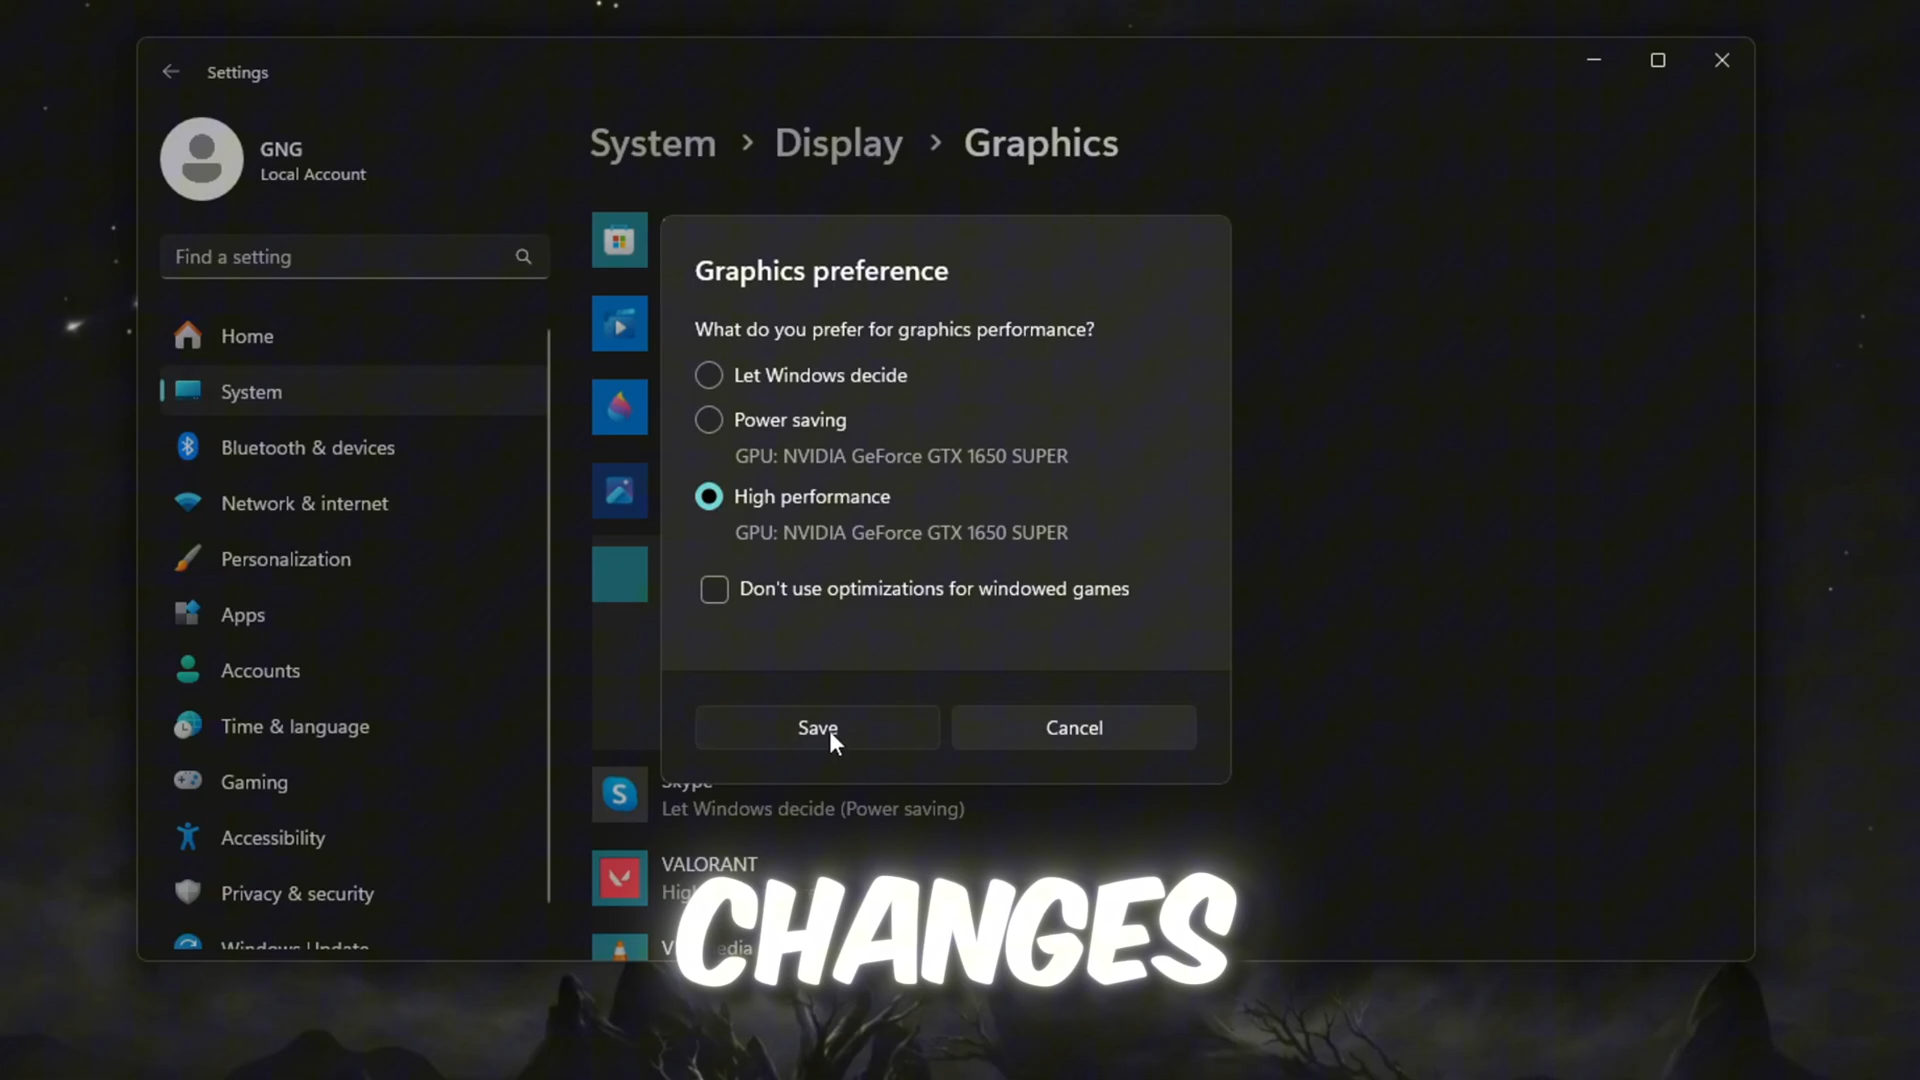 Settings
GNG
Local Account
Find a setting
Home
System
Bluetooth & devices
Network & internet
Personalization
Apps
Accounts
Time & language
Gaming
Accessibility
Privacy & security
Windows Update
System > Display > Graphics
Graphics preference
What do you prefer for graphics performance?
Let Windows decide
Power saving
GPU: NVIDIA GeForce GTX 1650 SUPER
High performance
GPU: NVIDIA GeForce GTX 1650 SUPER
Don't use optimizations for windowed games
Save
Cancel
Skype
Let Windows decide (Power saving)
VALORANT
CHANGES